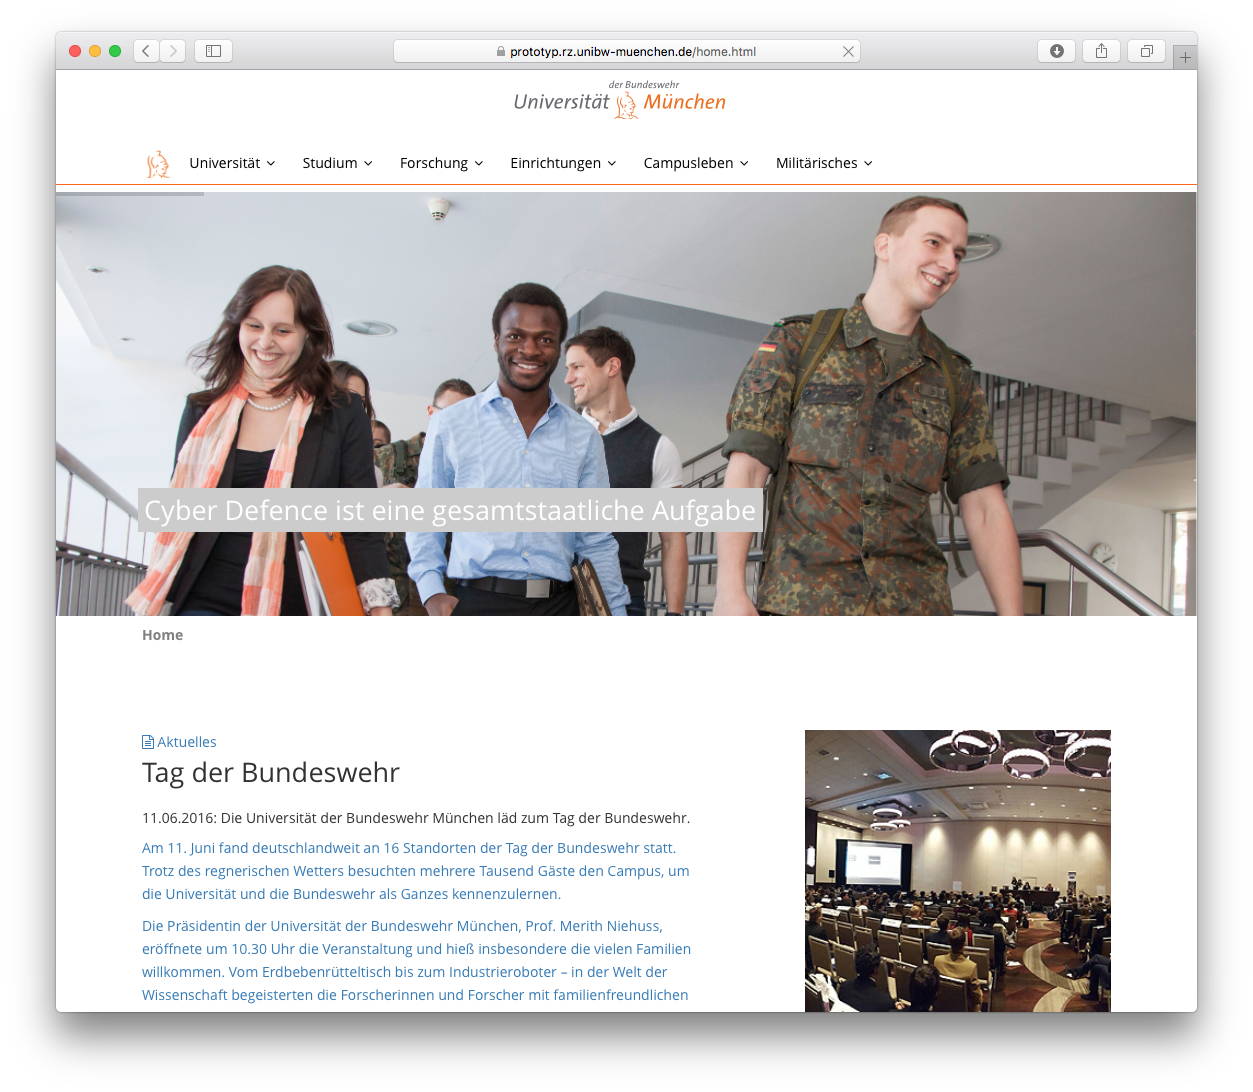 prototyp.rz.unibw-muenchen.de/home.html
der Bundeswehr
Universität München
Universität Studium Forschung Einrichtungen Campusleben Militärisches
Cyber Defence ist eine gesamtstaatliche Aufgabe
Home
Aktuelles
Tag der Bundeswehr
11.06.2016: Die Universität der Bundeswehr München läd zum Tag der Bundeswehr.
Am 11. Juni fand deutschlandweit an 16 Standorten der Tag der Bundeswehr statt.
Trotz des regnerischen Wetters besuchten mehrere Tausend Gäste den Campus, um
die Universität und die Bundeswehr als Ganzes kennenzulernen.
Die Präsidentin der Universität der Bundeswehr München, Prof. Merith Niehuss,
eröffnete um 10.30 Uhr die Veranstaltung und hieß insbesondere die vielen Familien
willkommen. Vom Erdbebenrütteltisch bis zum Industrieroboter – in der Welt der
Wissenschaft begeisterten die Forscherinnen und Forscher mit familienfreundlichen